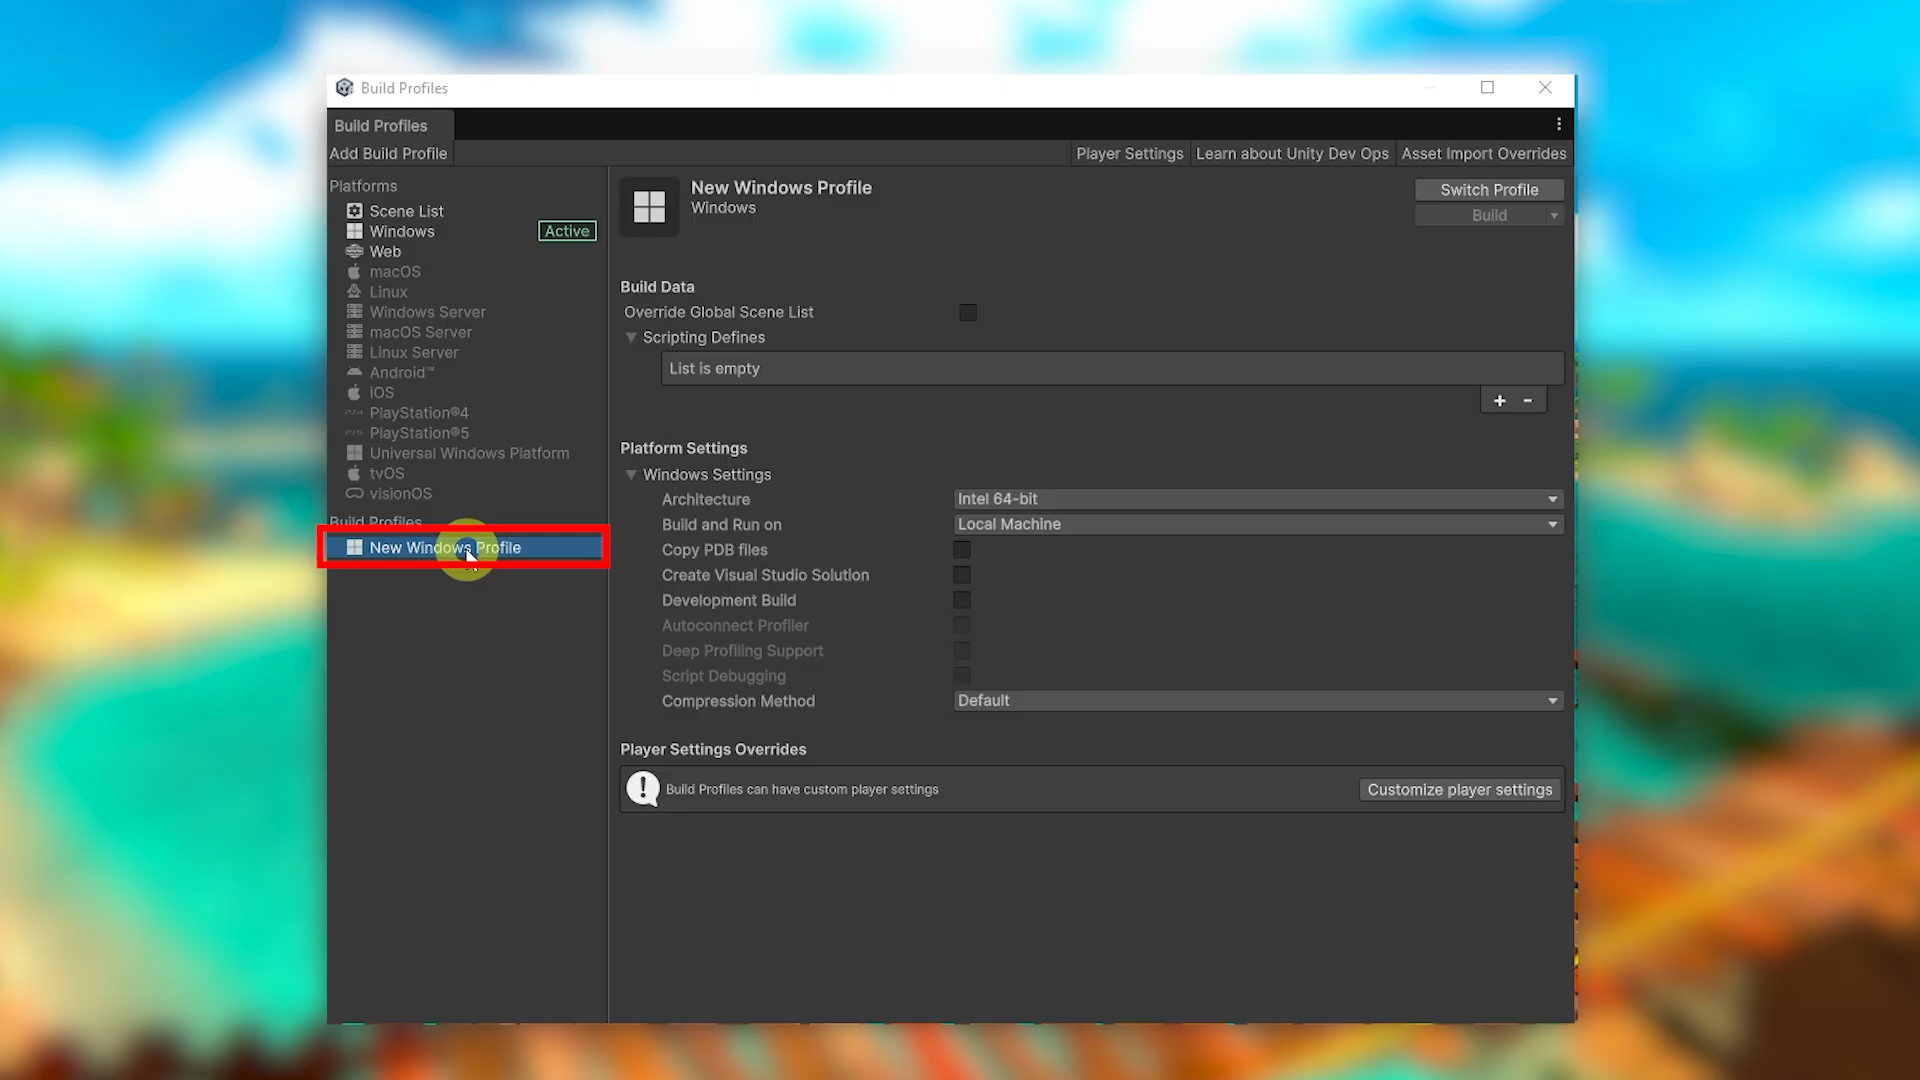 Build Profiles
Build Profiles
Add Build Profile
Player Settings
Learn about Unity Dev Ops
Asset Import Overrides
Platforms
Scene List
Windows
Active
Web
macOS
Linux
Windows Server
macOS Server
Linux Server
Android™
iOS
PlayStation®4
PlayStation®5
Universal Windows Platform
tvOS
visionOS
Build Profiles
New Windows Profile
New Windows Profile
Windows
Switch Profile
Build
Build Data
Override Global Scene List
Scripting Defines
List is empty
+ -
Platform Settings
Windows Settings
Architecture
Intel 64-bit
Build and Run on
Local Machine
Copy PDB files
Create Visual Studio Solution
Development Build
Autoconnect Profiler
Deep Profiling Support
Script Debugging
Compression Method
Default
Player Settings Overrides
Build Profiles can have custom player settings
Customize player settings